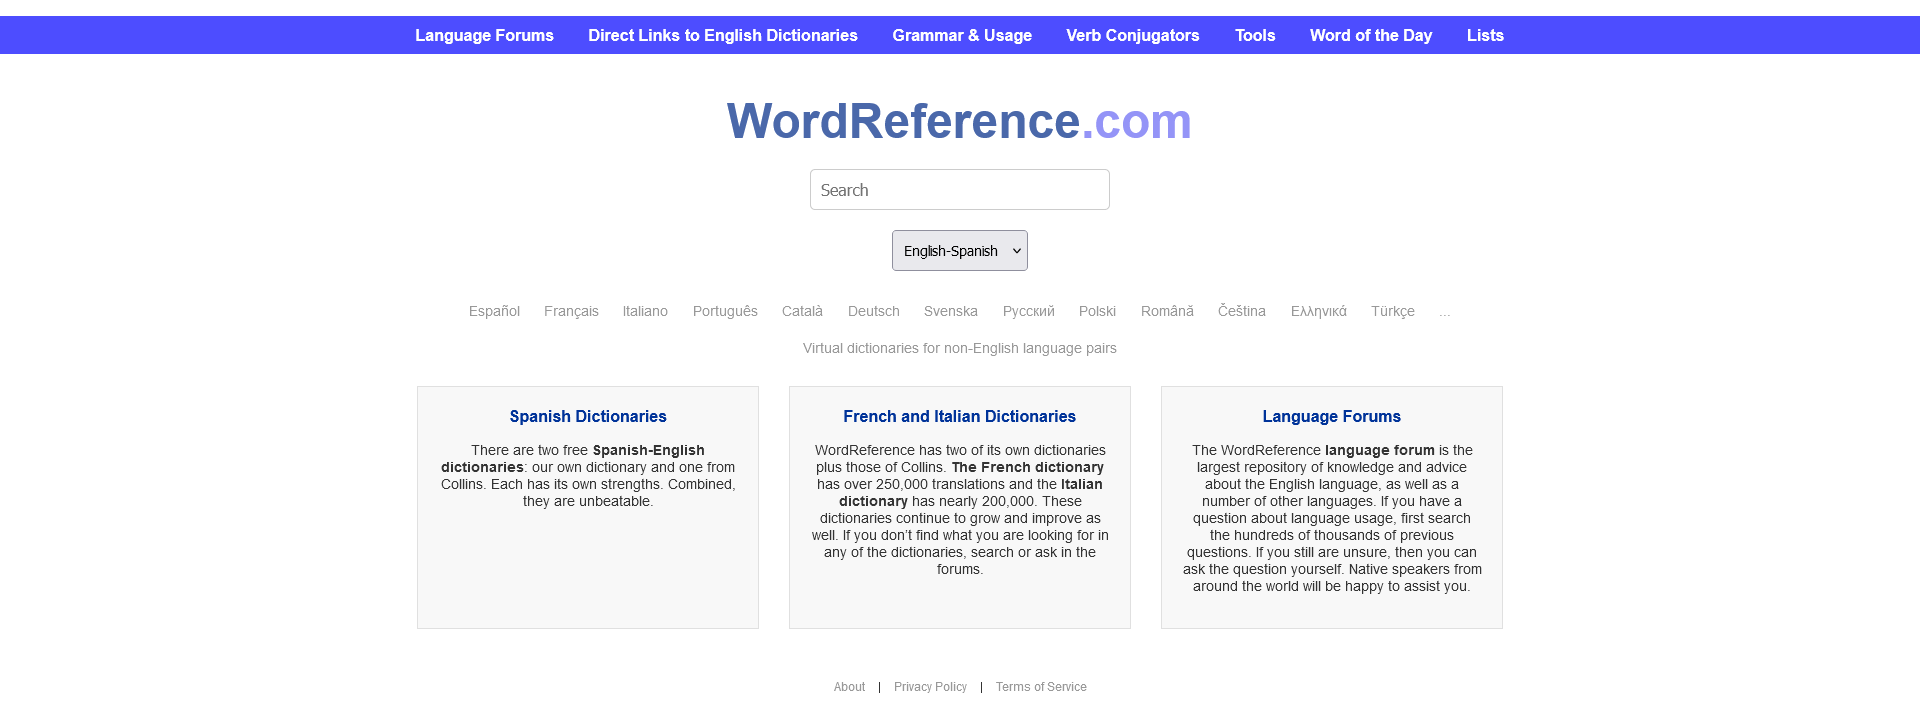 Language Forums Direct Links to English Dictionaries Grammar & Usage Verb Conjugators Tools Word of the Day Lists
WordReference.com
Search
English-Spanish
Español Français Italiano Português Català Deutsch Svenska Русский Polski Română Čeština Ελληνικά Türkçe ...
Virtual dictionaries for non-English language pairs
Spanish Dictionaries
There are two free Spanish-English
dictionaries: our own dictionary and one from
Collins. Each has its own strengths. Combined,
they are unbeatable.
French and Italian Dictionaries
WordReference has two of its own dictionaries
plus those of Collins. The French dictionary
has over 250,000 translations and the Italian
dictionary has nearly 200,000. These
dictionaries continue to grow and improve as
well. If you don’t find what you are looking for in
any of the dictionaries, search or ask in the
forums.
Language Forums
The WordReference language forum is the
largest repository of knowledge and advice
about the English language, as well as a
number of other languages. If you have a
question about language usage, first search
the hundreds of thousands of previous
questions. If you still are unsure, then you can
ask the question yourself. Native speakers from
around the world will be happy to assist you.
About | Privacy Policy | Terms of Service